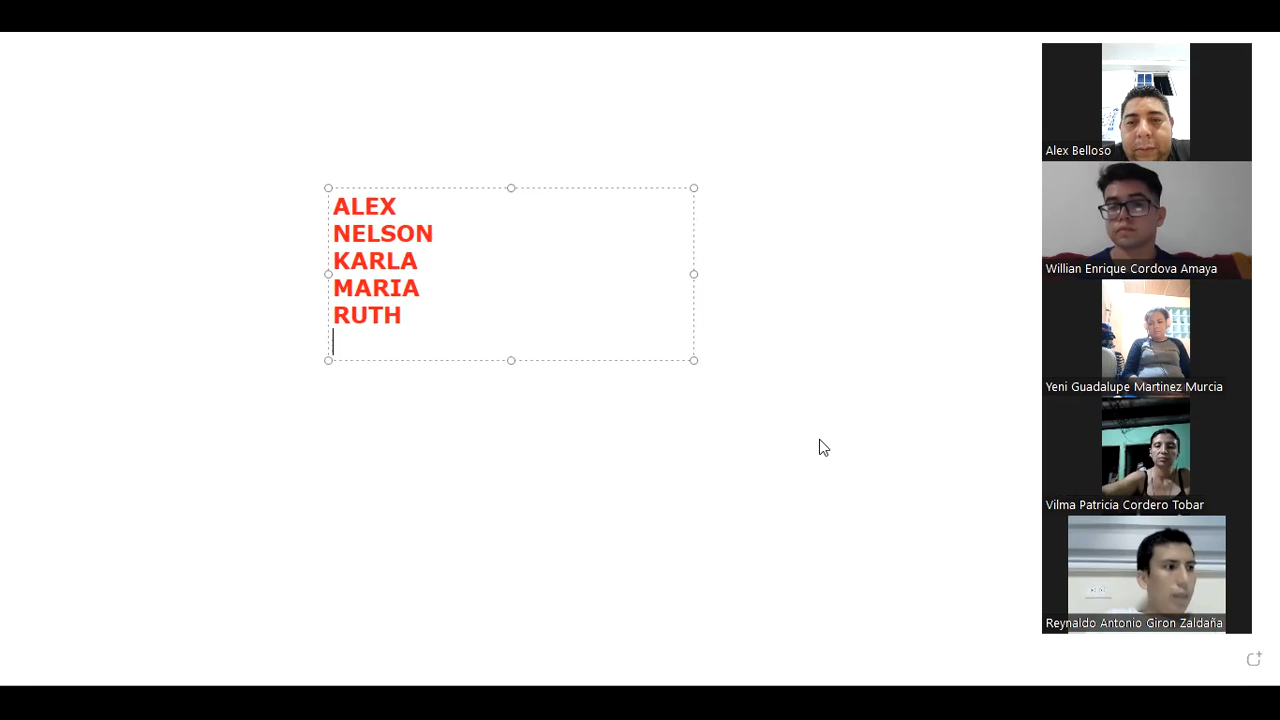 ALEX
NELSON
KARLA
MARIA
RUTH
Alex Belloso
Willian Enrique Cordova Amaya
Yeni Guadalupe Martinez Murcia
Vilma Patricia Cordero Tobar
Reynaldo Antonio Giron Zaldaña